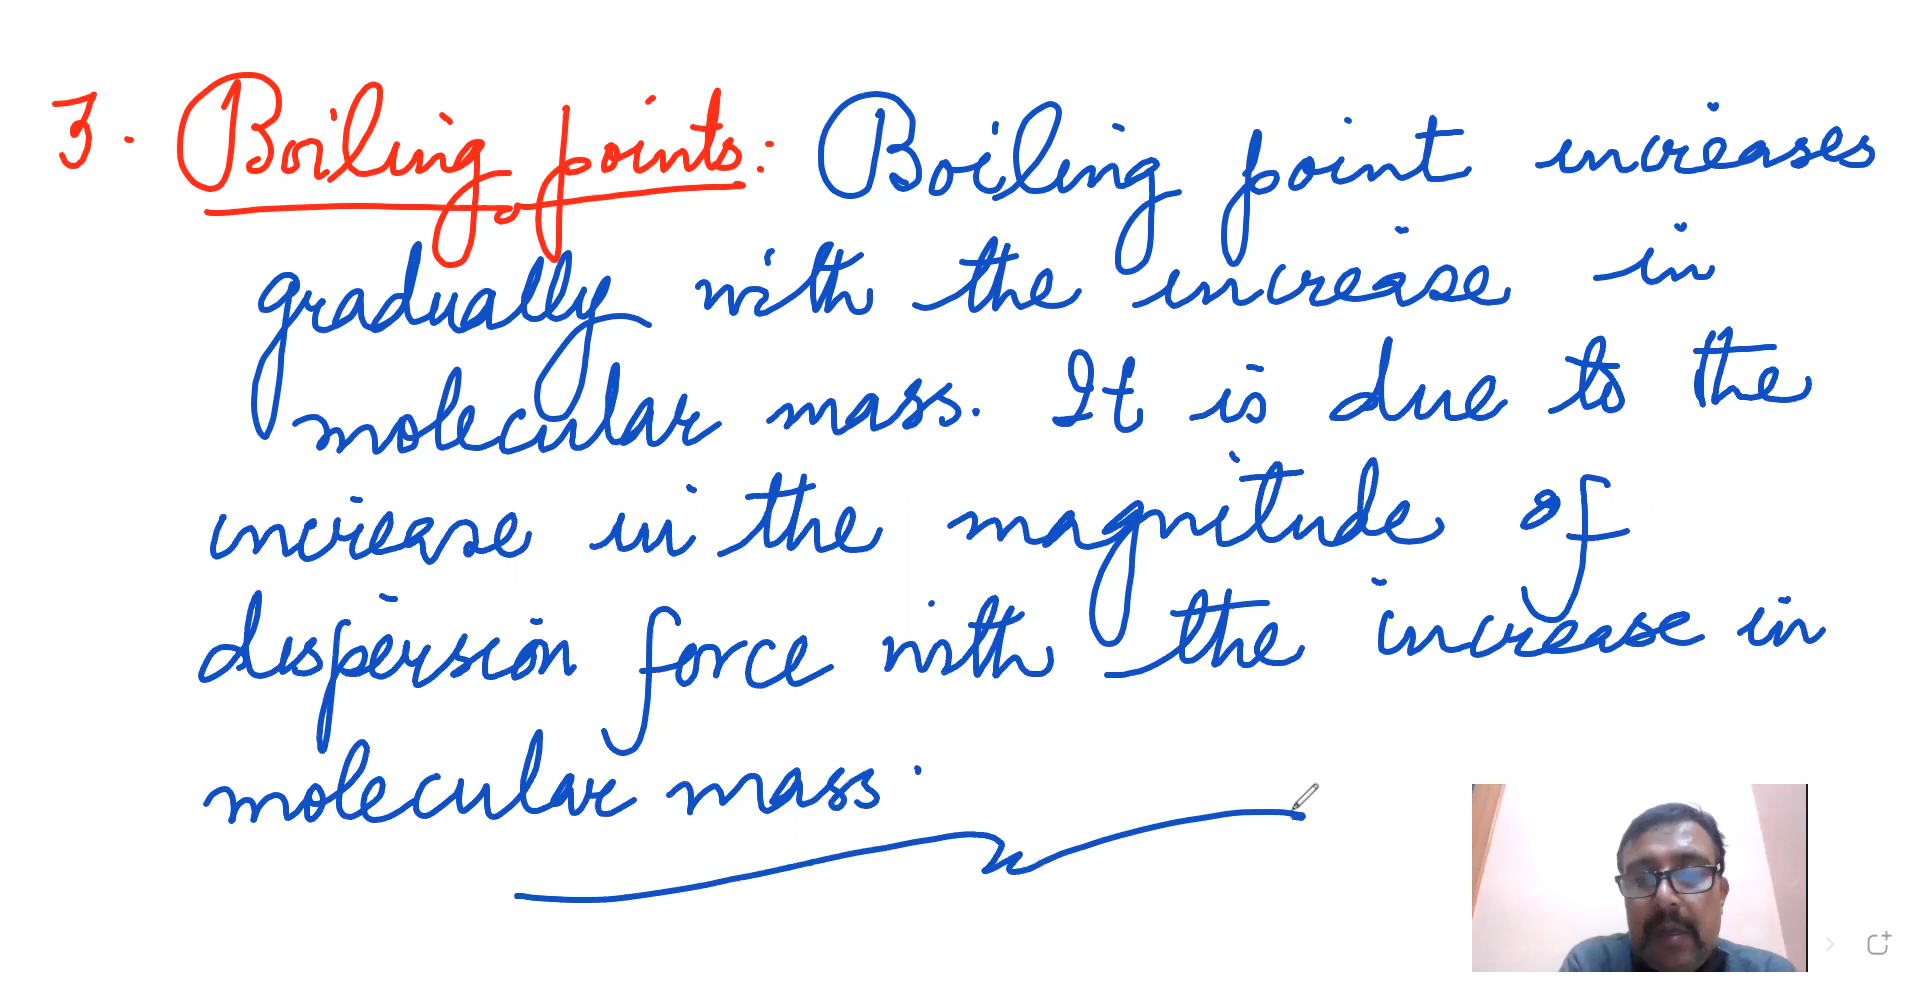 3. Boiling points: Boiling point increases
gradually with the increase in
molecular mass. It is due to the
increase in the magnitude of
dispersion force with the increase in
molecular mass.